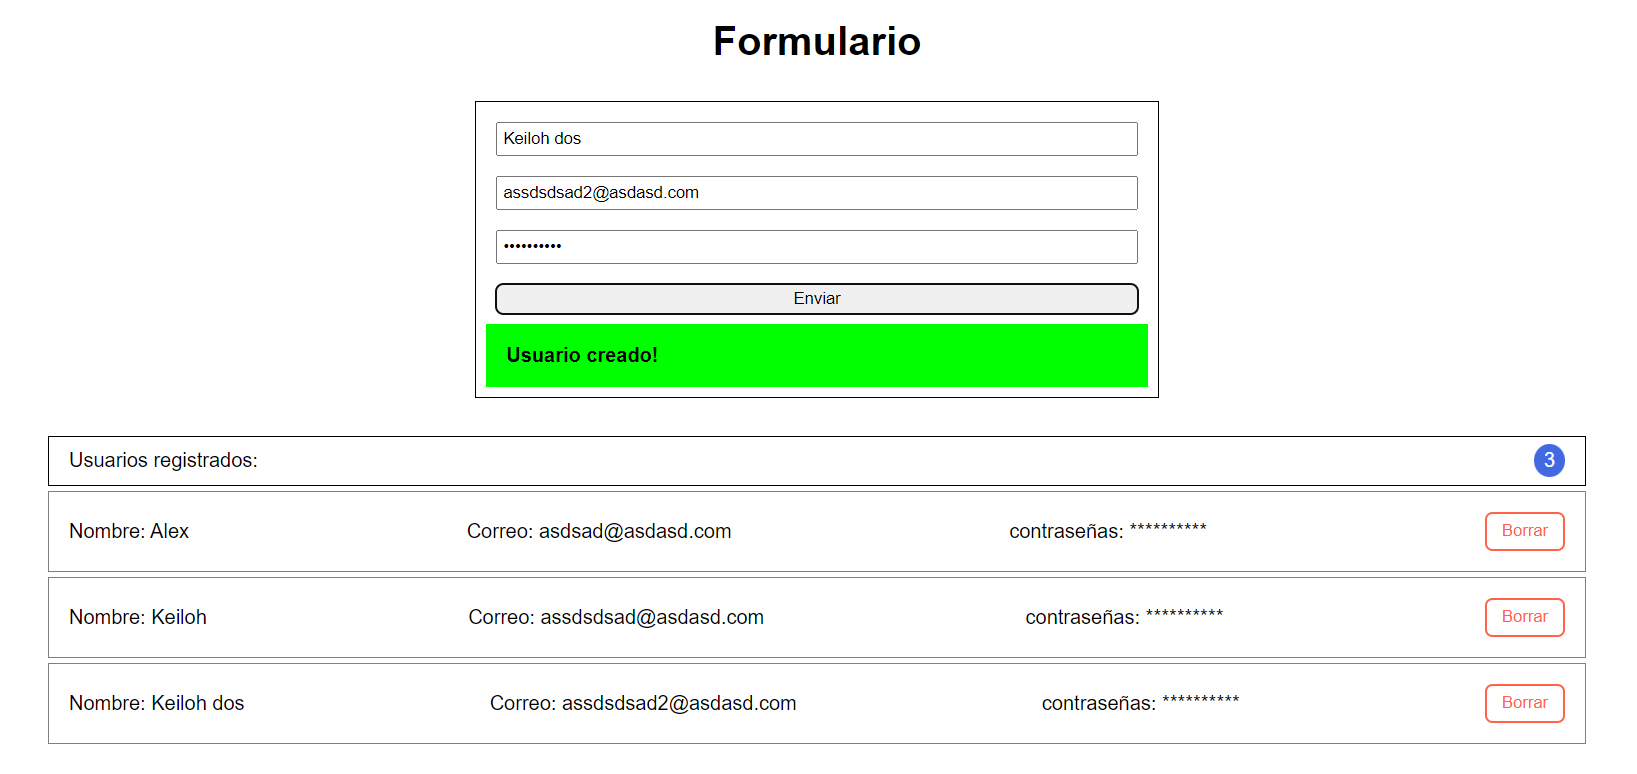 Formulario
Keiloh dos
assdsdsad2@asdasd.com
••••••••••
Enviar
Usuario creado!
Usuarios registrados: 3
Nombre: Alex Correo: asdsad@asdasd.com contraseñas: ********** Borrar
Nombre: Keiloh Correo: assdsdsad@asdasd.com contraseñas: ********** Borrar
Nombre: Keiloh dos Correo: assdsdsad2@asdasd.com contraseñas: ********** Borrar